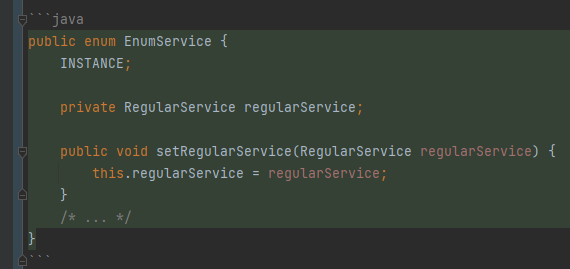 ```java
public enum EnumService {
    INSTANCE;

    private RegularService regularService;

    public void setRegularService(RegularService regularService) {
        this.regularService = regularService;
    }
    /* ... */
}
```